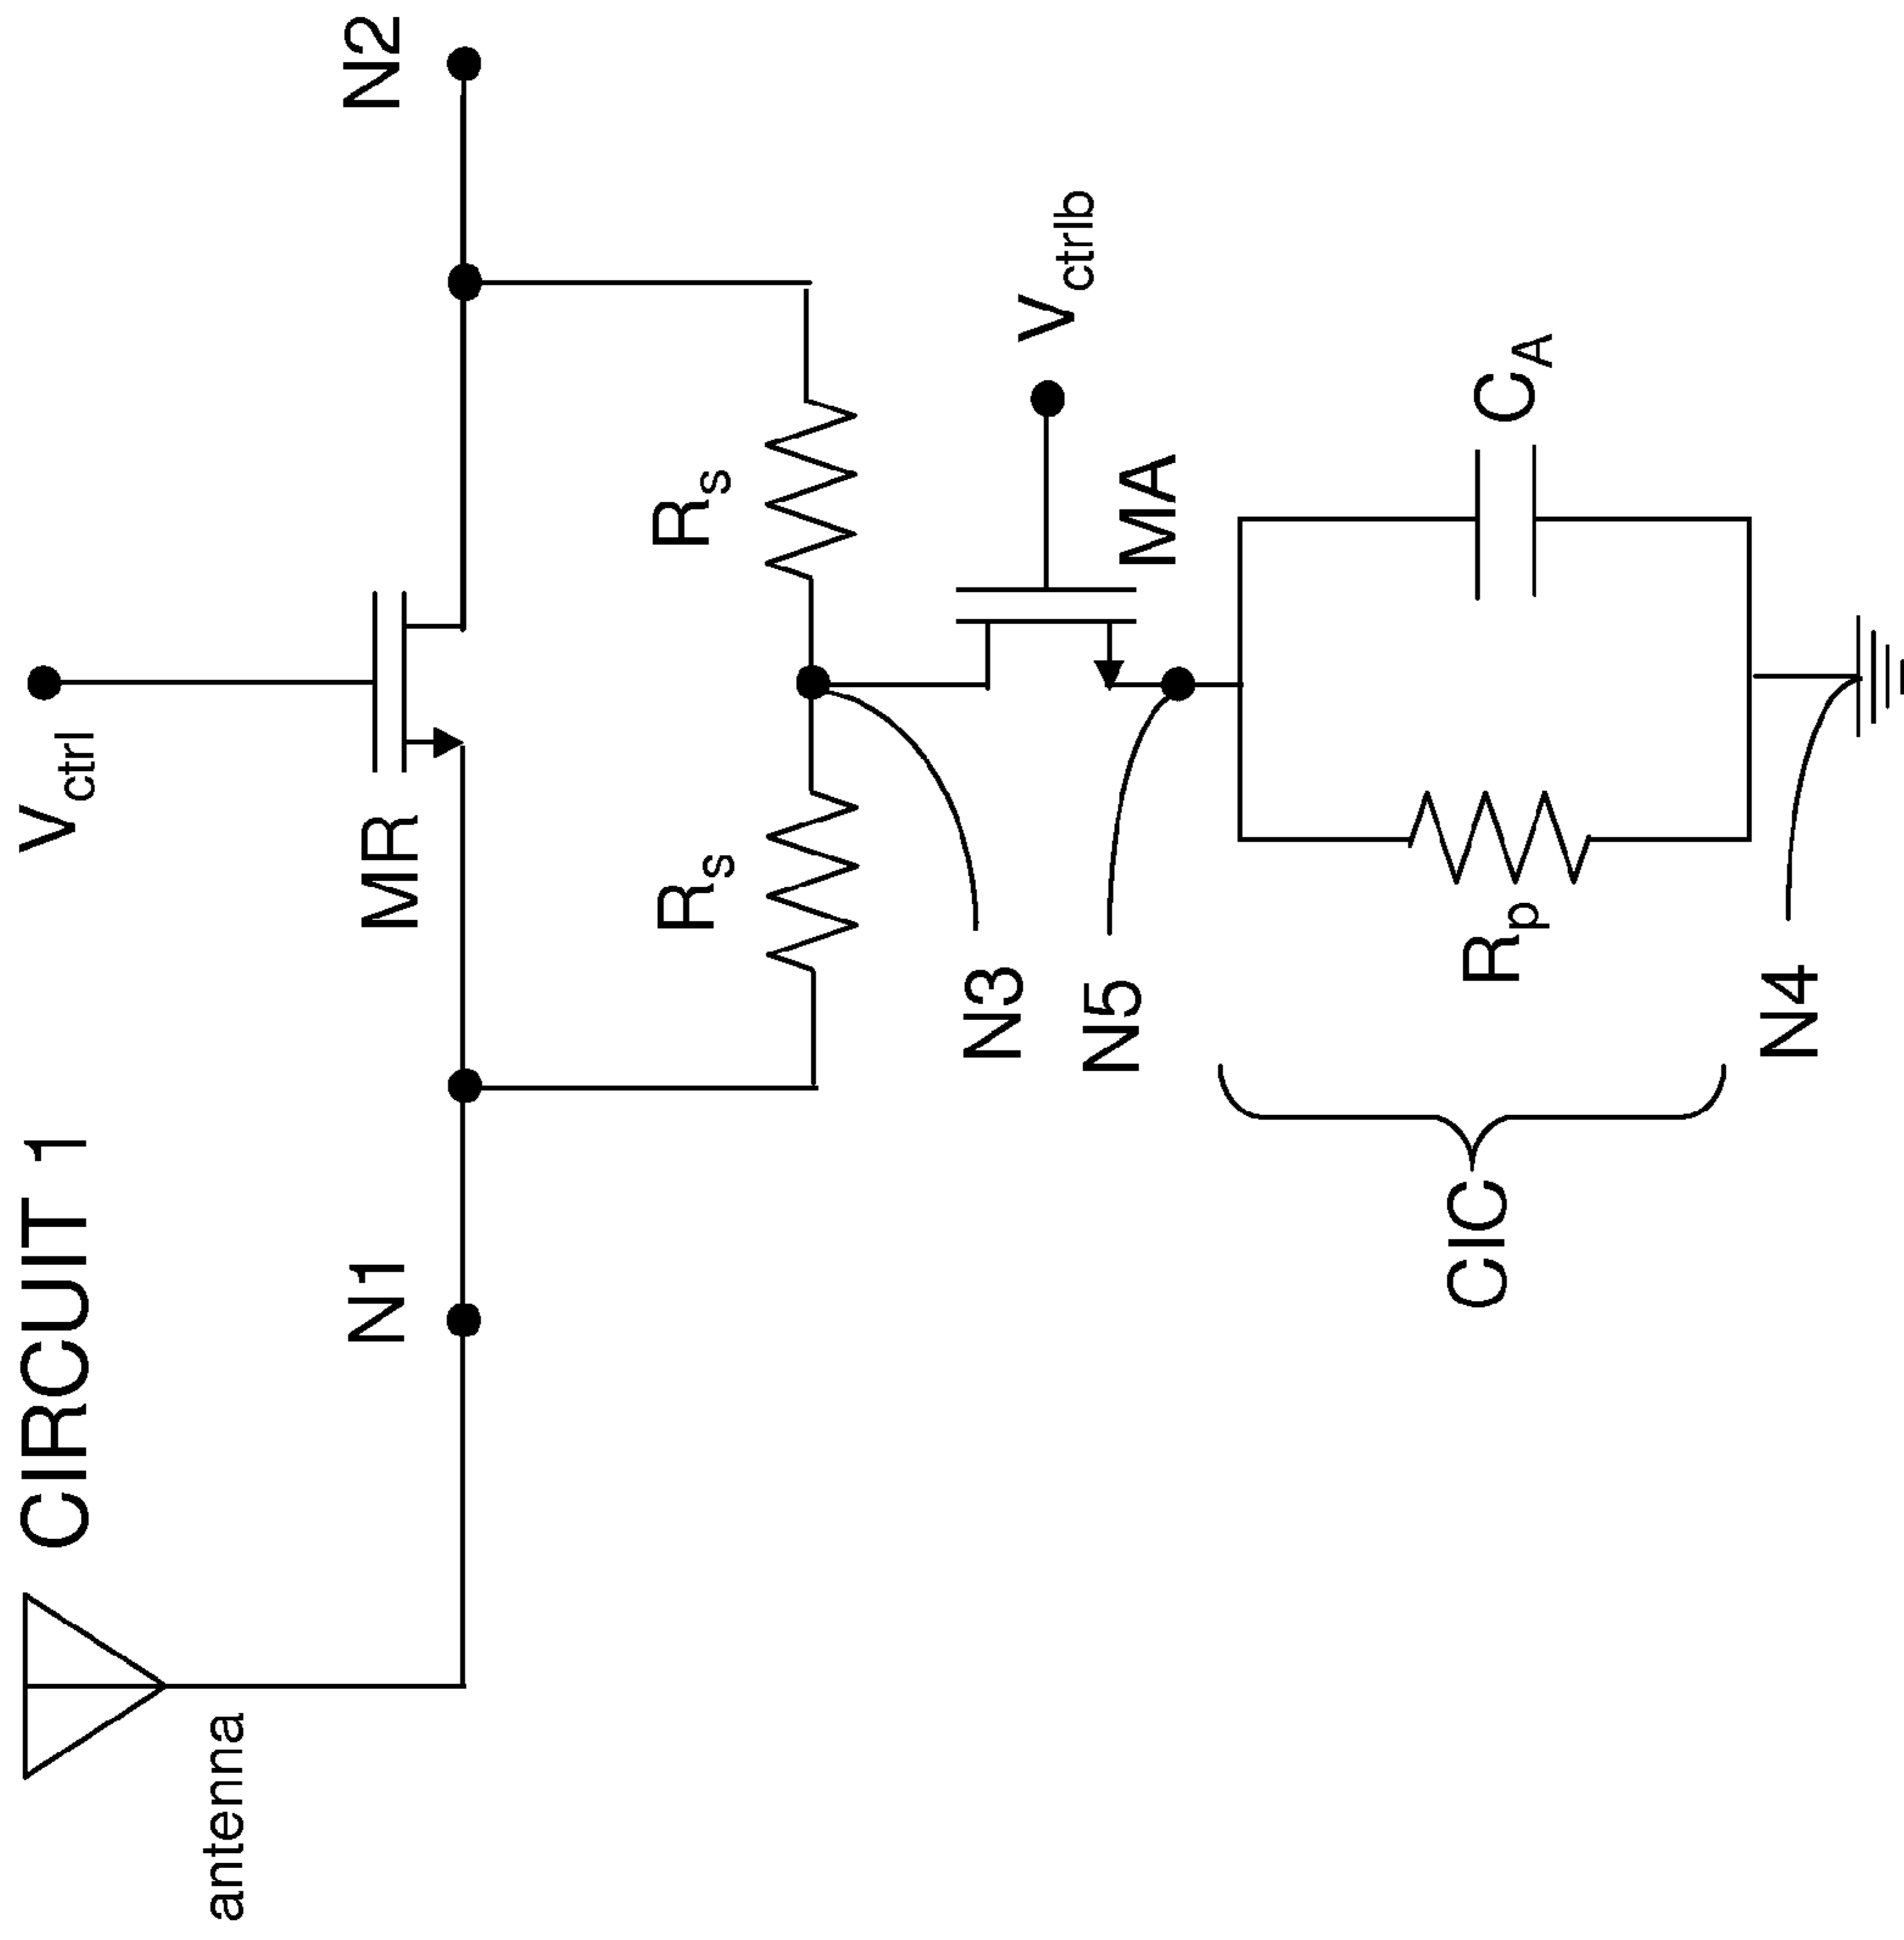 CIRCUIT 1
antenna
Vctrl
MR
N1
N2
Rs
Rs
N3
Vctrlb
MA
N5
CIC
Rp
CA
N4